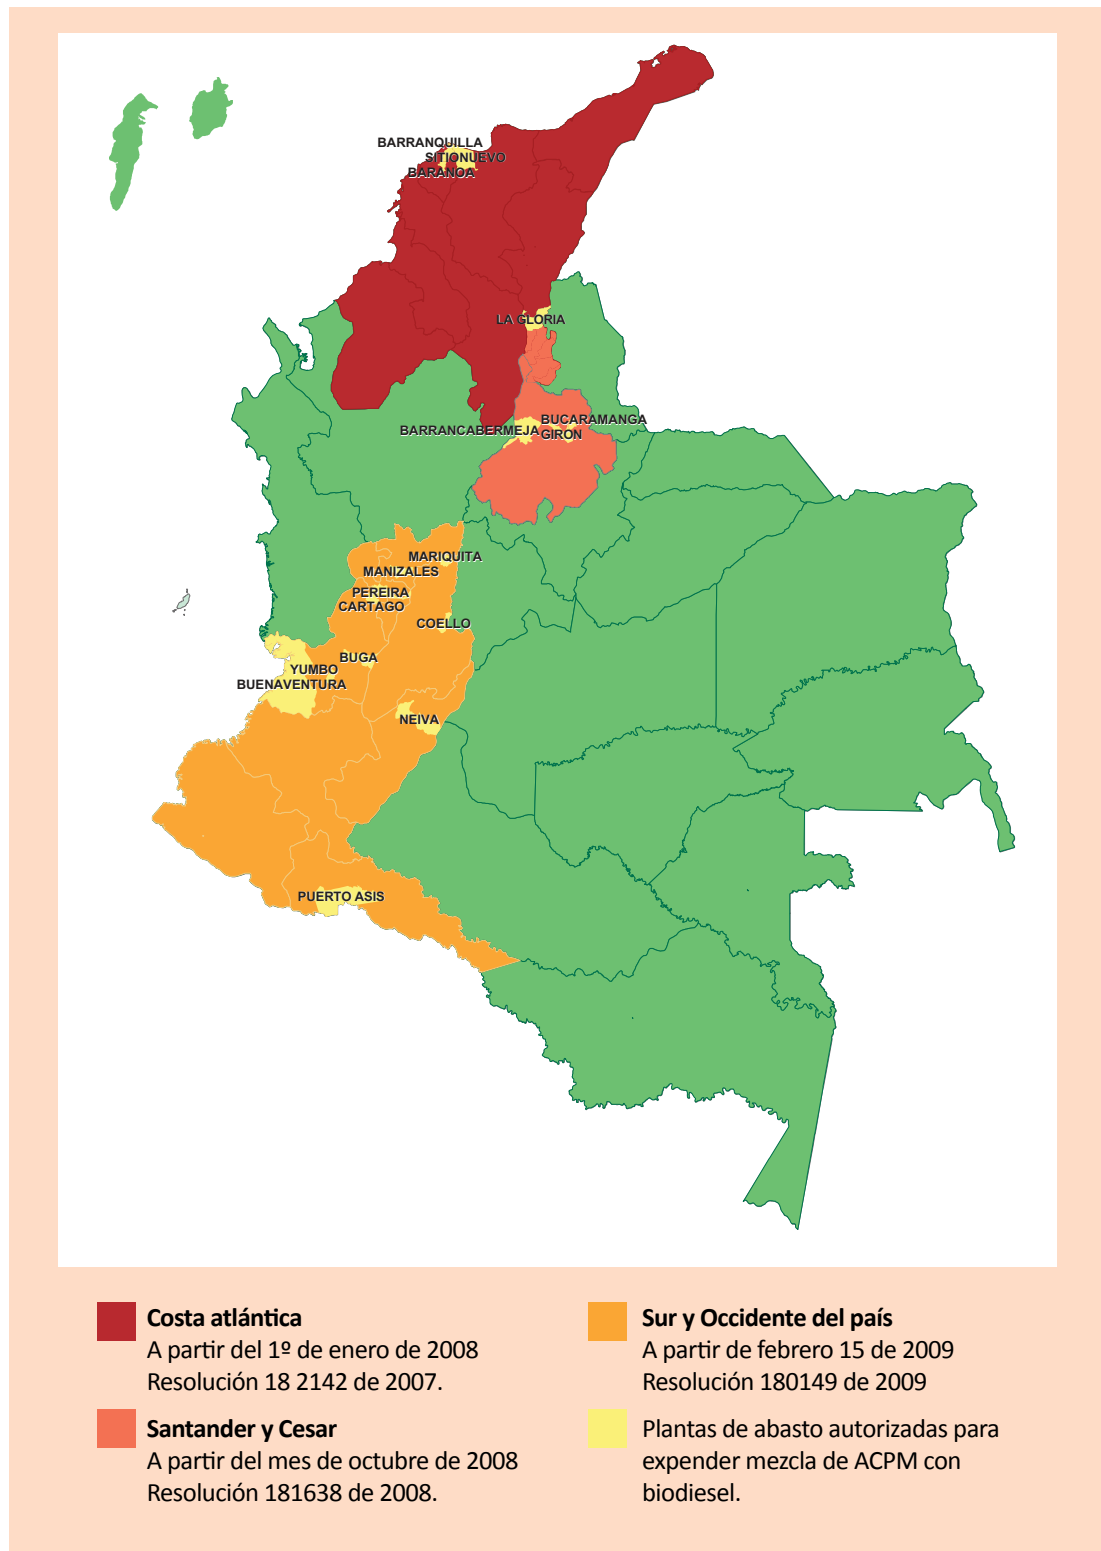 BARRANQUILLA
SITIONUEVO
BARANOA
LA GLORIA
BUCARAMANGA
BARRANCABERMEJA
GIRON
MARIQUITA
MANIZALES
PEREIRA
CARTAGO
COELLO
BUGA
YUMBO
BUENAVENTURA
NEIVA
PUERTO ASIS
Costa atlántica
A partir del 1º de enero de 2008
Resolución 18 2142 de 2007.
Santander y Cesar
A partir del mes de octubre de 2008
Resolución 181638 de 2008.
Sur y Occidente del país
A partir de febrero 15 de 2009
Resolución 180149 de 2009
Plantas de abasto autorizadas para
expender mezcla de ACPM con
biodiesel.